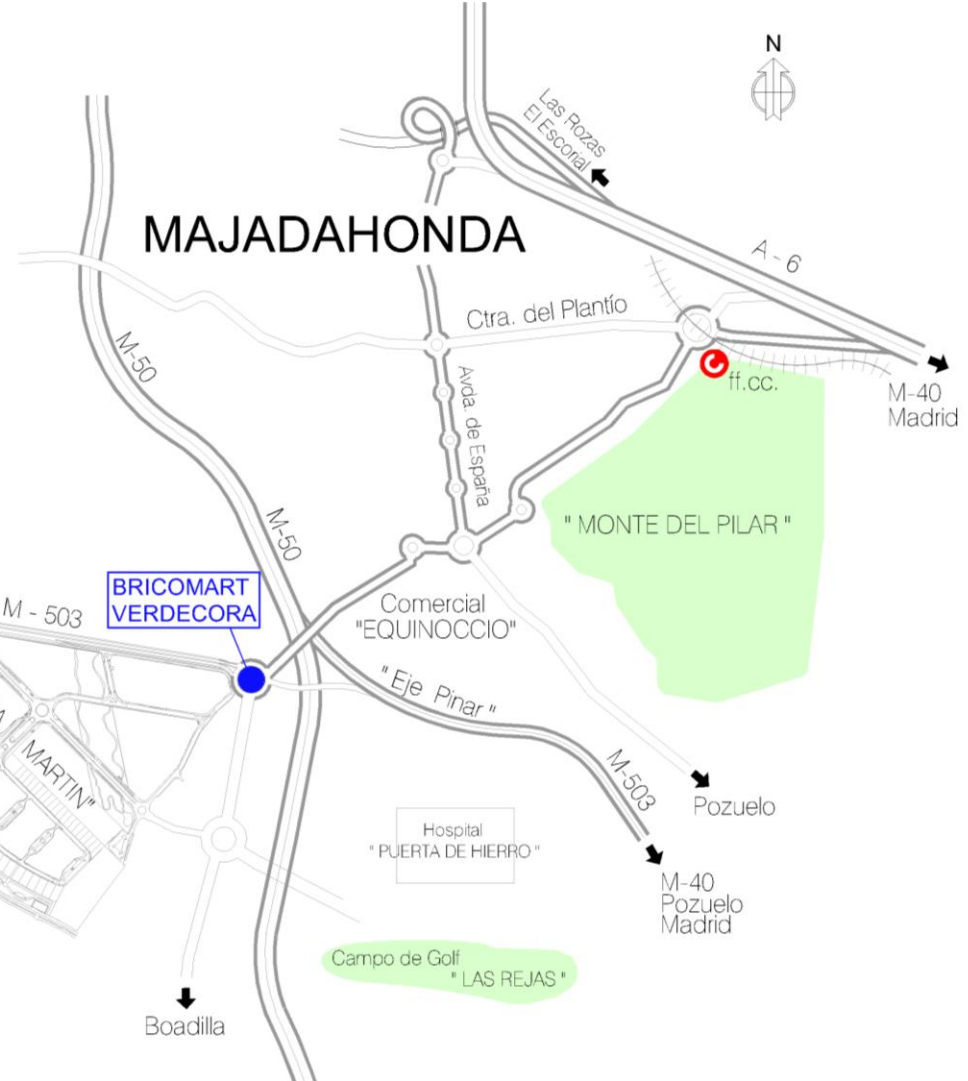 N
Las Rozas
El Escorial
MAJADAHONDA
A - 6
Ctra. del Plantío
M-50
ff.cc.
M-40
Madrid
Avda. de España
M-50
" MONTE DEL PILAR "
BRICOMART
VERDECORA
M - 503
Comercial
"EQUINOCCIO"
" Eje Pinar "
MARTIN"
M-503
Pozuelo
Hospital
" PUERTA DE HIERRO "
M-40
Pozuelo
Madrid
Campo de Golf
" LAS REJAS "
Boadilla